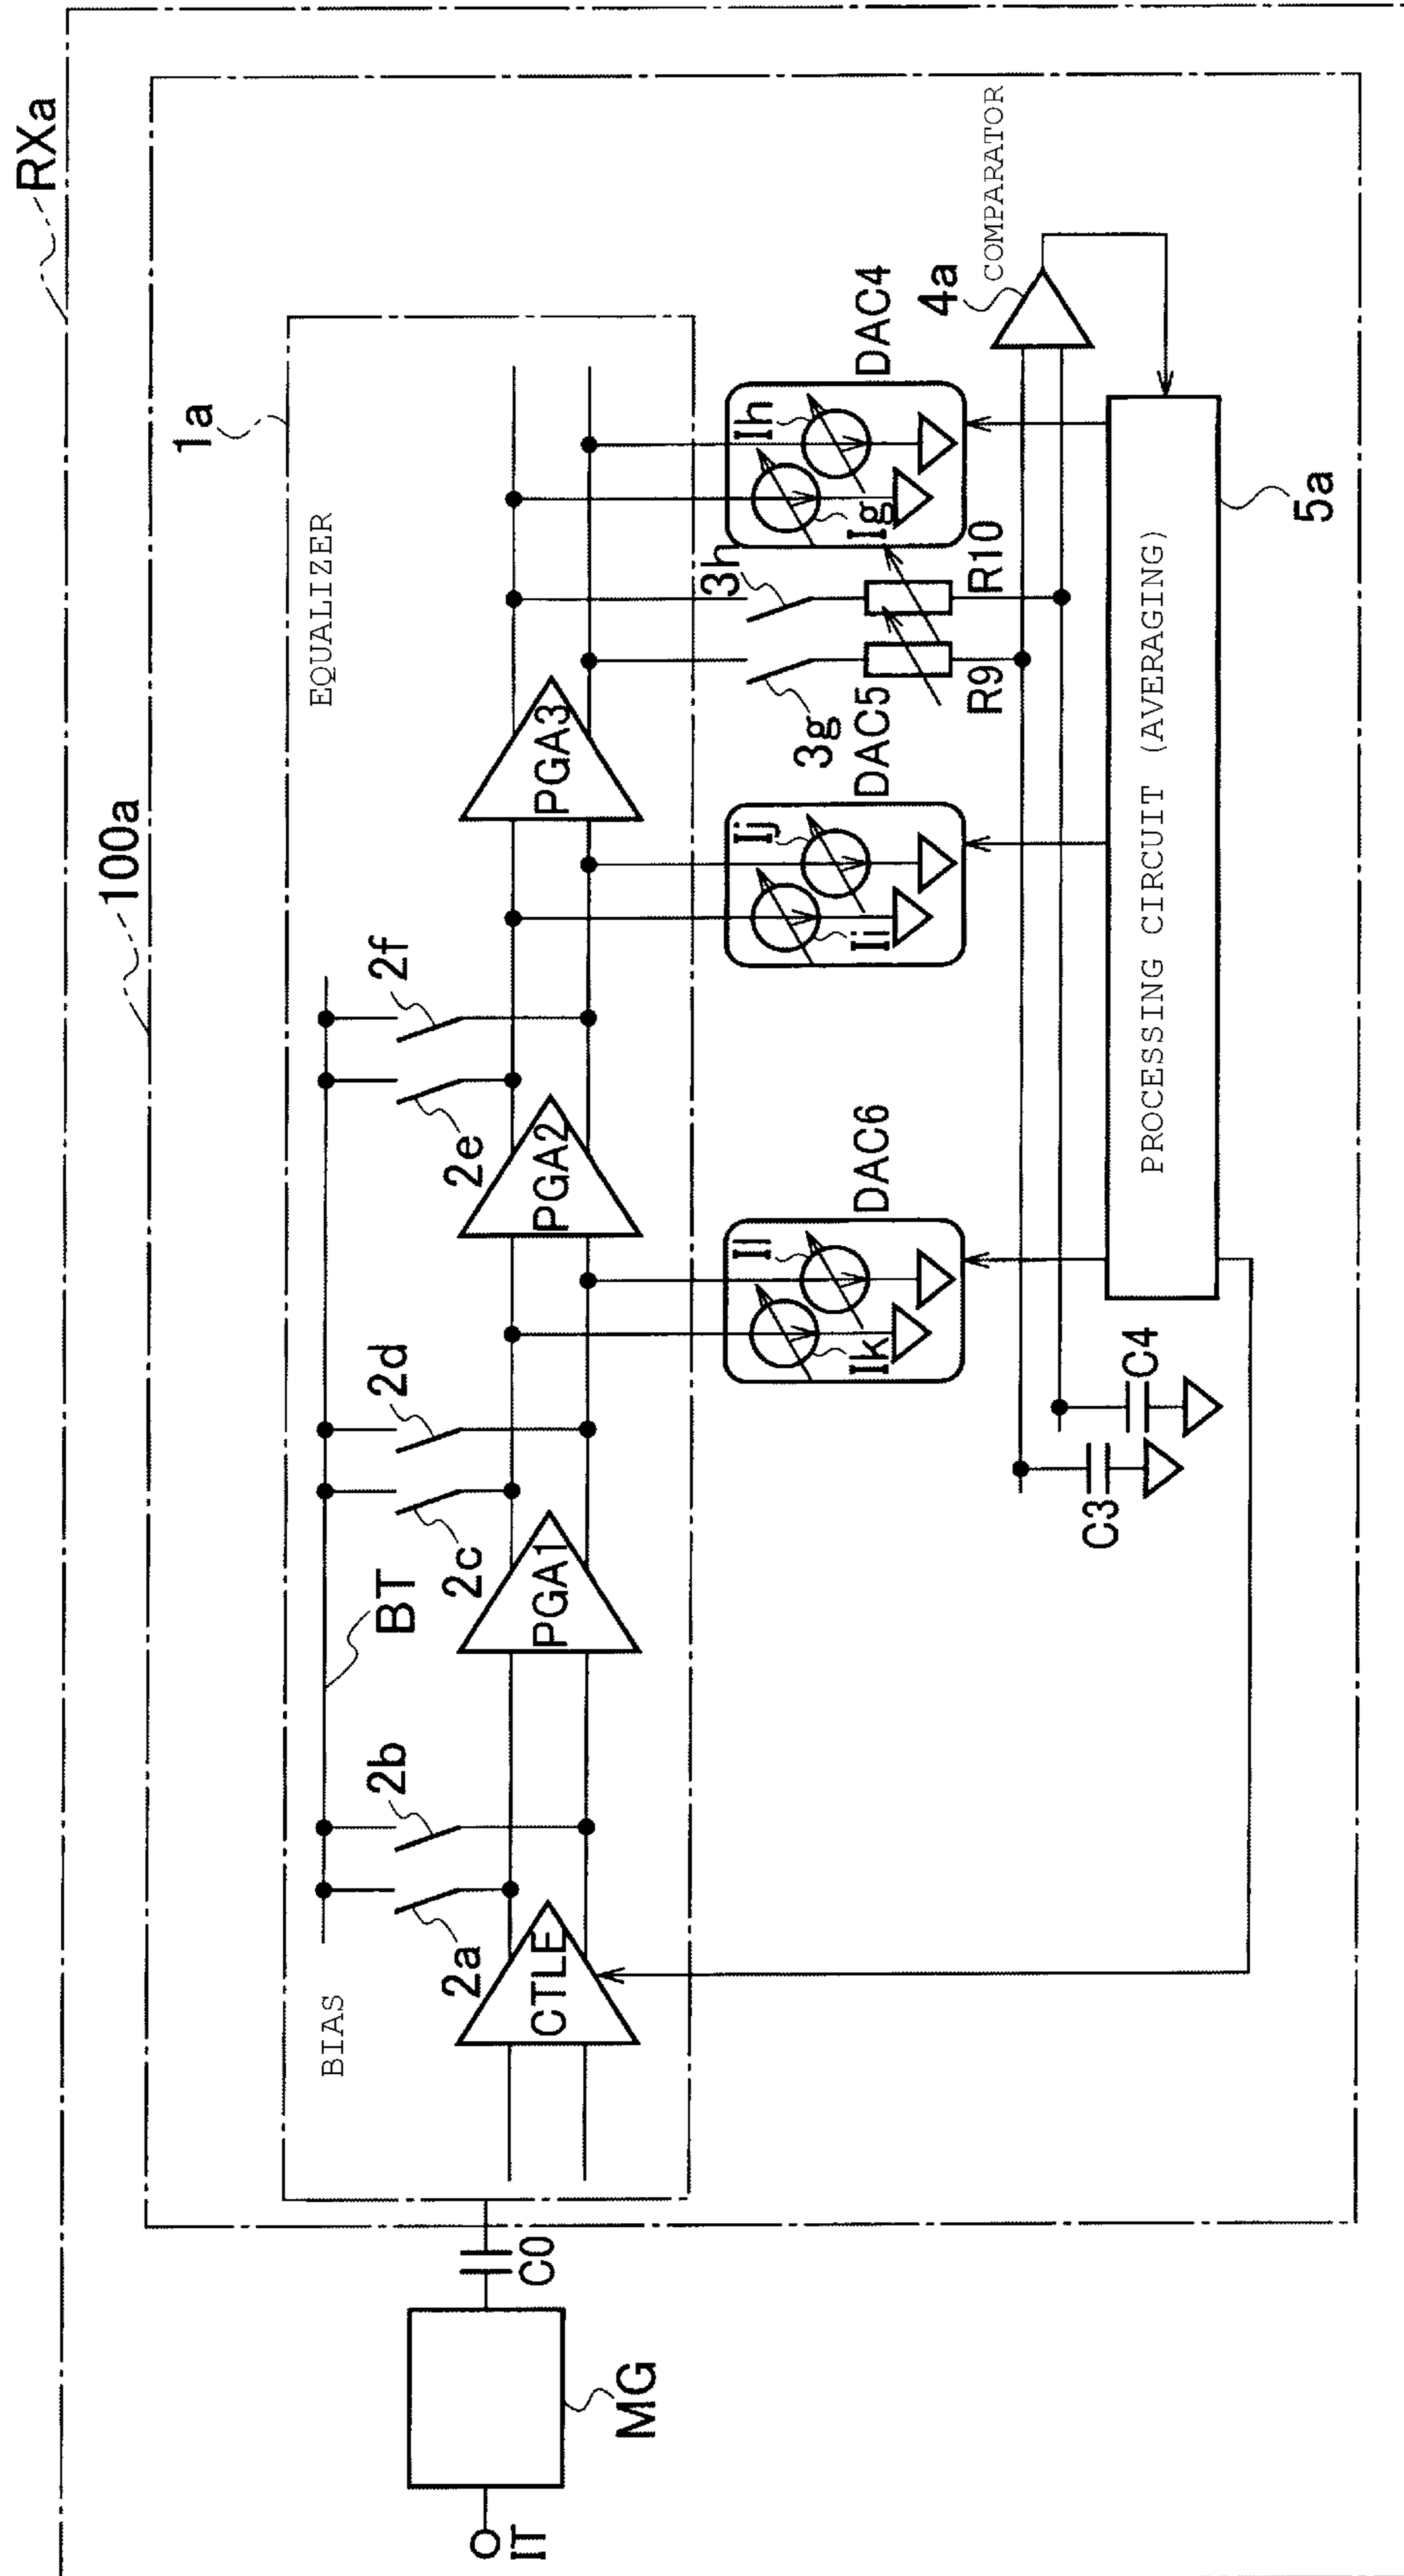 RXa
100a
1a
EQUALIZER
BIAS
BT
2a
2b
2c
2d
2e
2f
CTLE
PGA1
PGA2
PGA3
IT
MG
C0
DAC6
Ik
Il
DAC5
Ii
Ij
3g
3h
R9
R10
DAC4
Ig
Ih
4a
COMPARATOR
C3
C4
PROCESSING CIRCUIT (AVERAGING)
5a